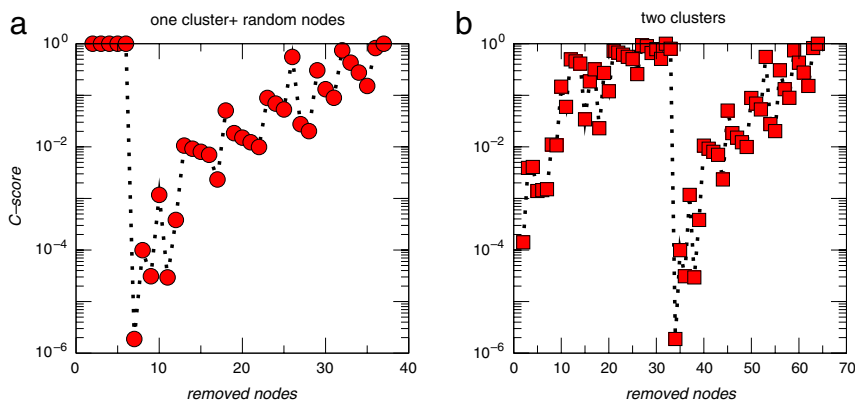 a
one cluster+ random nodes
C–score
10^0
10^−2
10^−4
10^−6
0 10 20 30 40
removed nodes
b
two clusters
10^0
10^−2
10^−4
10^−6
0 10 20 30 40 50 60 70
removed nodes